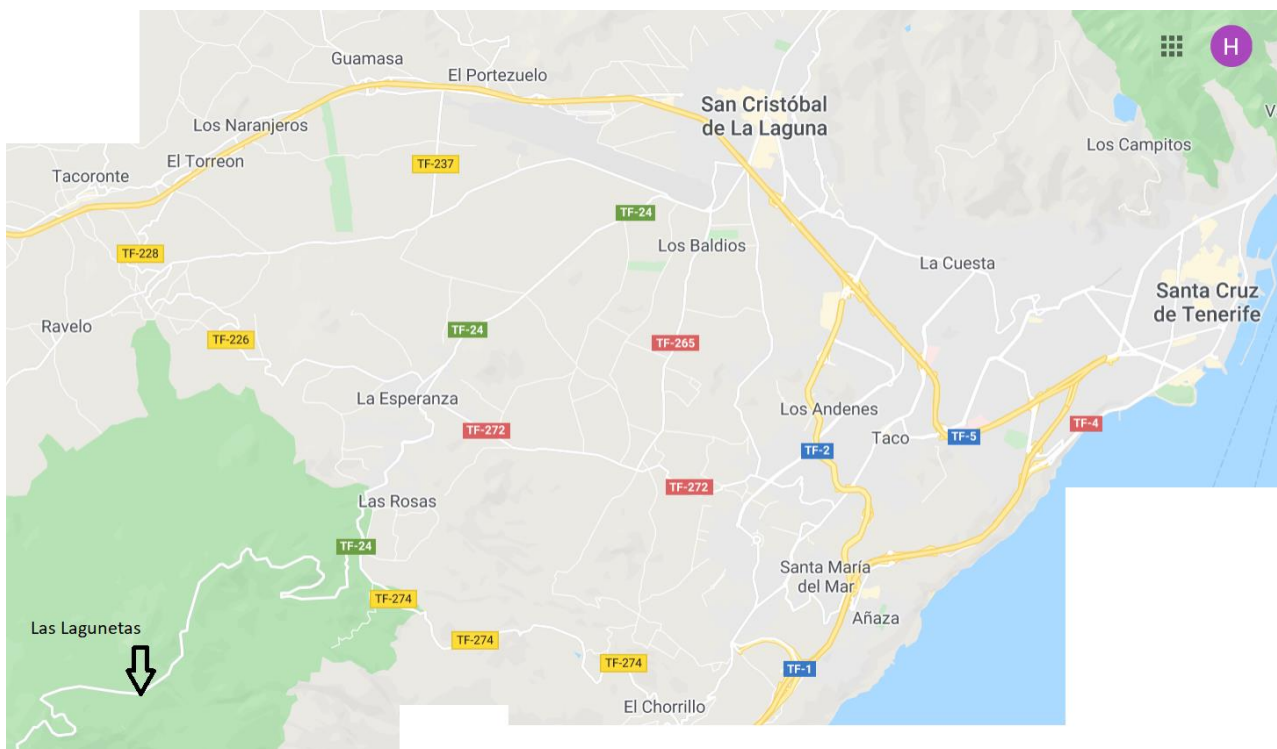 H
Guamasa
El Portezuelo
San Cristóbal
de La Laguna
Los Naranjeros
El Torreon
TF-237
Los Campitos
V
Tacoronte
TF-24
TF-228
Los Baldios
La Cuesta
Santa Cruz
de Tenerife
Ravelo
TF-226
TF-24
TF-265
La Esperanza
Los Andenes
TF-272
Taco
TF-5
TF-4
TF-2
TF-272
Las Rosas
TF-24
Santa María
del Mar
TF-274
Añaza
Las Lagunetas
TF-274
TF-274
TF-1
El Chorrillo